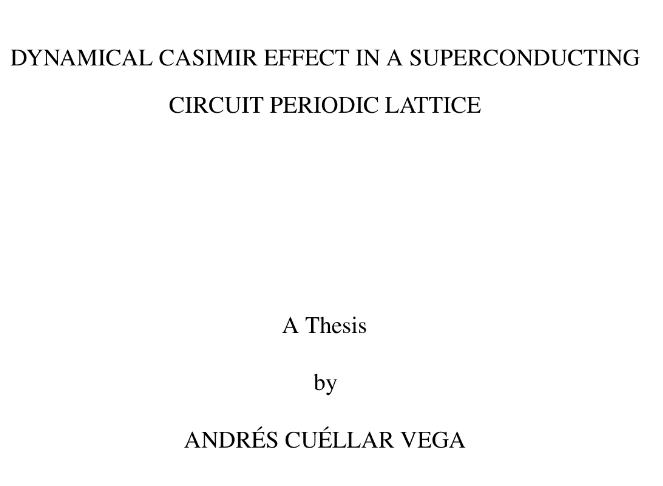 DYNAMICAL CASIMIR EFFECT IN A SUPERCONDUCTING
CIRCUIT PERIODIC LATTICE
A Thesis
by
ANDRÉS CUÉLLAR VEGA